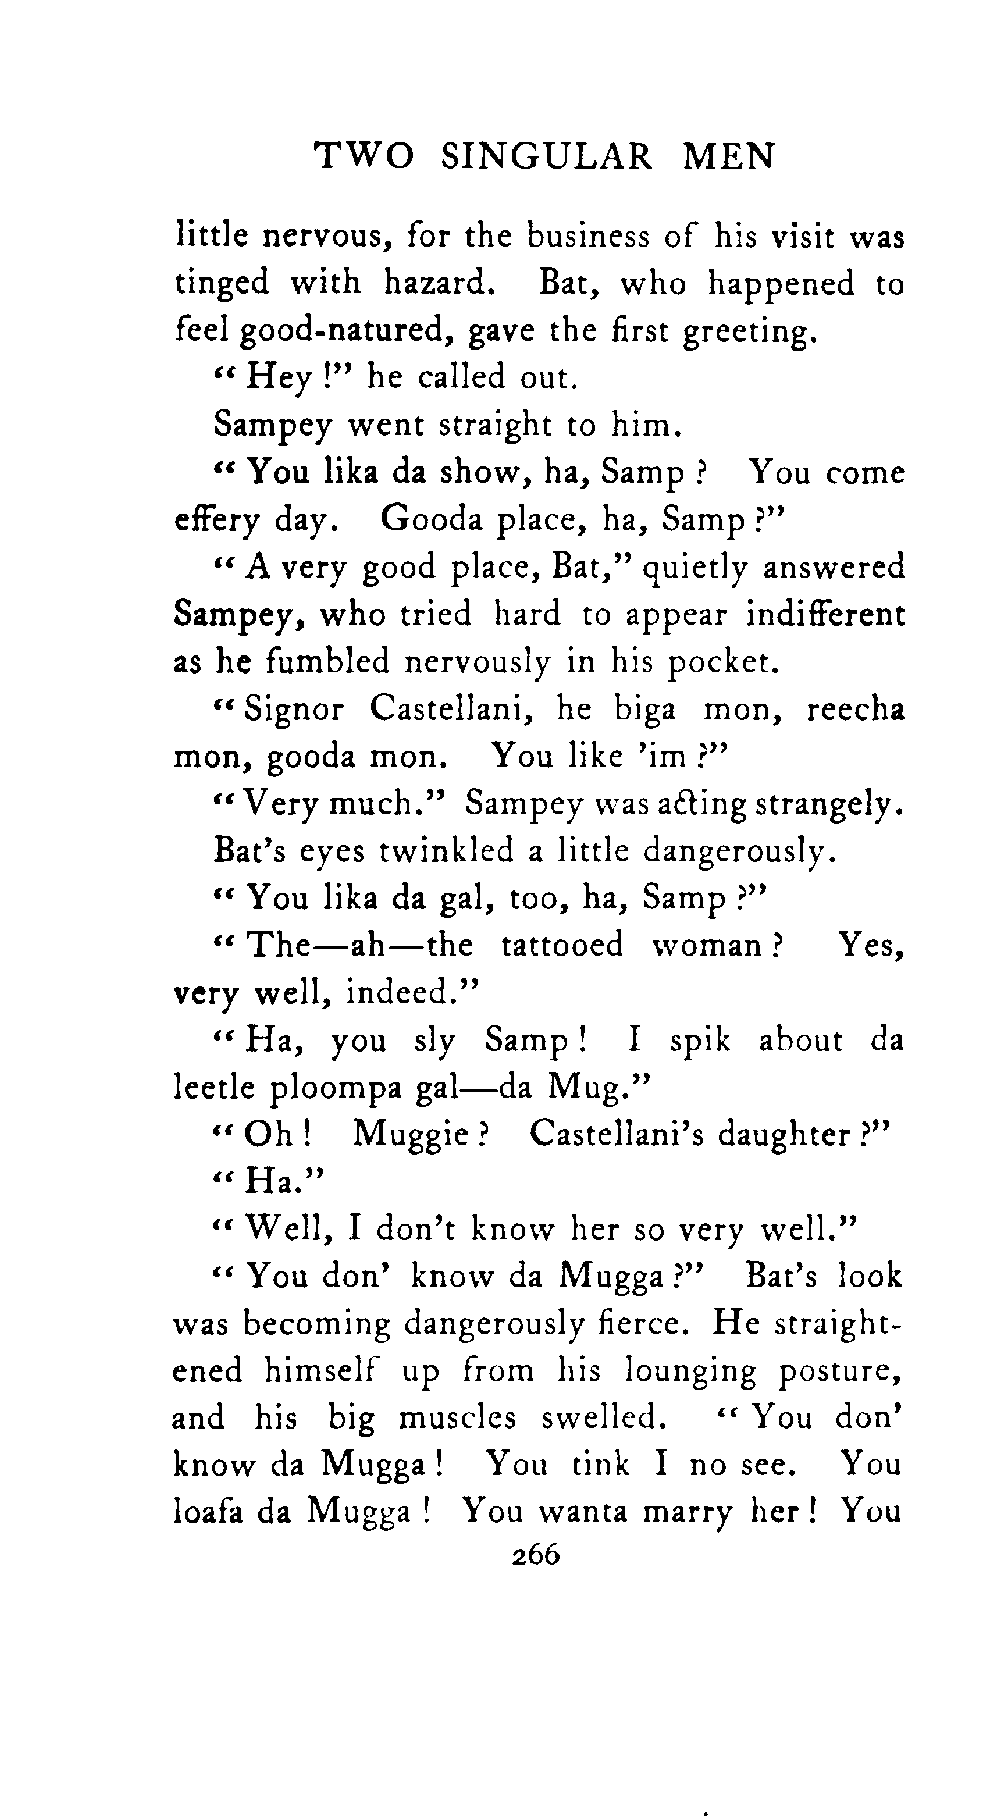 TWO SINGULAR MEN
little nervous, for the business of his visit was
tinged with hazard. Bat, who happened to
feel good-natured, gave the first greeting.
“ Hey !” he called out.
Sampey went straight to him.
“ You lika da show, ha, Samp ? You come
effery day. Gooda place, ha, Samp ?”
“ A very good place, Bat,” quietly answered
Sampey, who tried hard to appear indifferent
as he fumbled nervously in his pocket.
“ Signor Castellani, he biga mon, reecha
mon, gooda mon. You like ’im ?”
“ Very much.” Sampey was acting strangely.
Bat’s eyes twinkled a little dangerously.
“ You lika da gal, too, ha, Samp ?”
“ The—ah—the tattooed woman ? Yes,
very well, indeed.”
“ Ha, you sly Samp ! I spik about da
leetle ploompa gal—da Mug.”
“ Oh ! Muggie ? Castellani’s daughter ?”
“ Ha.”
“ Well, I don’t know her so very well.”
“ You don’ know da Mugga ?” Bat’s look
was becoming dangerously fierce. He straight-
ened himself up from his lounging posture,
and his big muscles swelled. “ You don’
know da Mugga ! You tink I no see. You
loafa da Mugga ! You wanta marry her ! You
266